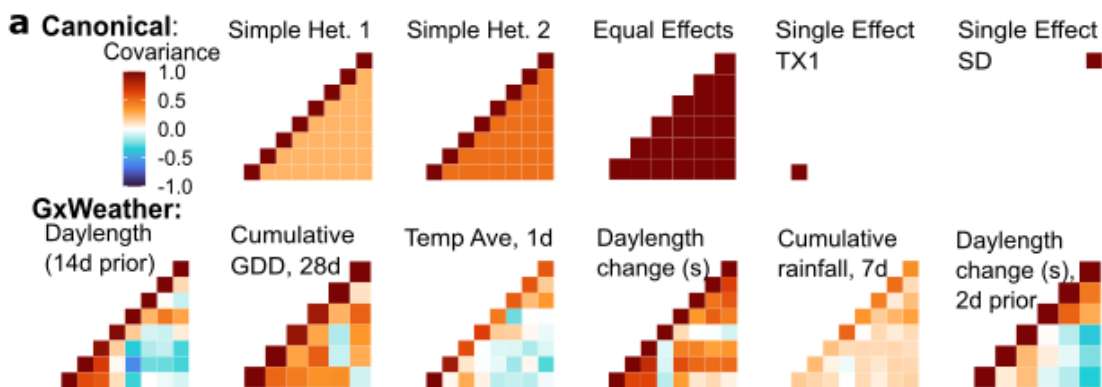 a Canonical:
Covariance
1.0
0.5
0.0
-0.5
-1.0
Simple Het. 1
Simple Het. 2
Equal Effects
Single Effect
TX1
Single Effect
SD
GxWeather:
Daylength
(14d prior)
Cumulative
GDD, 28d
Temp Ave, 1d
Daylength
change (s)
Cumulative
rainfall, 7d
Daylength
change (s),
2d prior